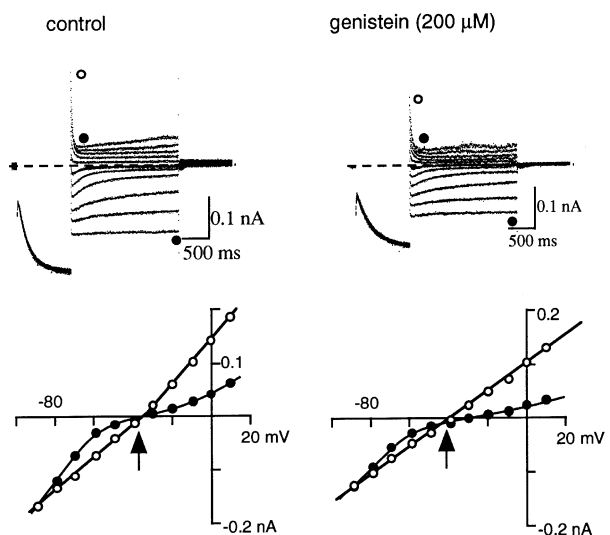 control
genistein (200 µM)
0.1 nA
500 ms
0.1 nA
500 ms
0.1
-80
20 mV
-0.2 nA
0.2
-80
20 mV
-0.2 nA